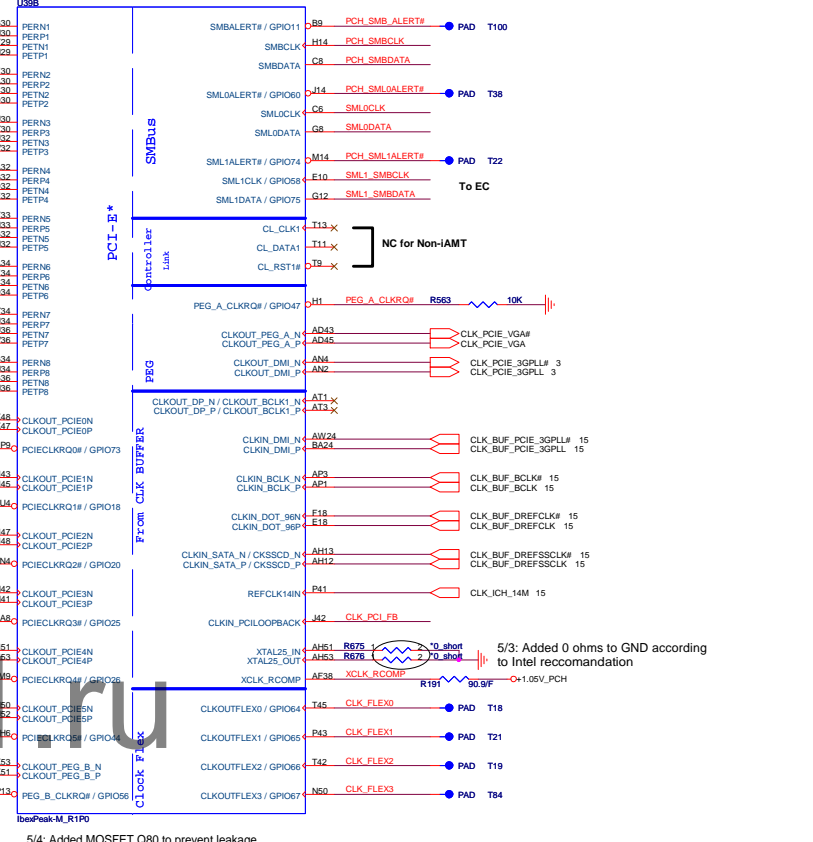 U39B
PERN1
PERP1
PETN1
PETP1
PERN2
PERP2
PETN2
PETP2
PERN3
PERP3
PETN3
PETP3
PERN4
PERP4
PETN4
PETP4
PERN5
PERP5
PETN5
PETP5
PERN6
PERP6
PETN6
PETP6
PERN7
PERP7
PETN7
PETP7
PERN8
PERP8
PETN8
PETP8
CLKOUT_PCIE0N
CLKOUT_PCIE0P
PCIECLKRQ0# / GPIO73
CLKOUT_PCIE1N
CLKOUT_PCIE1P
PCIECLKRQ1# / GPIO18
CLKOUT_PCIE2N
CLKOUT_PCIE2P
PCIECLKRQ2# / GPIO20
CLKOUT_PCIE3N
CLKOUT_PCIE3P
PCIECLKRQ3# / GPIO25
CLKOUT_PCIE4N
CLKOUT_PCIE4P
PCIECLKRQ4# / GPIO26
CLKOUT_PCIE5N
CLKOUT_PCIE5P
PCIECLKRQ5# / GPIO44
CLKOUT_PEG_B_N
CLKOUT_PEG_B_P
PEG_B_CLKRQ# / GPIO56
PCI-E*
SMBus
Controller
Link
PEG
From CLK BUFFER
Clock Flex
SMBALERT# / GPIO11 B9 PCH_SMB_ALERT# PAD T100
SMBCLK H14 PCH_SMBCLK
SMBDATA C8 PCH_SMBDATA
SML0ALERT# / GPIO60 J14 PCH_SML0ALERT# PAD T38
SML0CLK C6 SML0CLK
SML0DATA G8 SML0DATA
SML1ALERT# / GPIO74 M14 PCH_SML1ALERT# PAD T22
SML1CLK / GPIO58 E10 SML1_SMBCLK
To EC
SML1DATA / GPIO75 G12 SML1_SMBDATA
CL_CLK1 T13
CL_DATA1 T11 NC for Non-iAMT
CL_RST1# T9
PEG_A_CLKRQ# / GPIO47 H1 PEG_A_CLKRQ# R563 10K
CLKOUT_PEG_A_N AD43 CLK_PCIE_VGA#
CLKOUT_PEG_A_P AD45 CLK_PCIE_VGA
CLKOUT_DMI_N AN4 CLK_PCIE_3GPLL# 3
CLKOUT_DMI_P AN2 CLK_PCIE_3GPLL 3
CLKOUT_DP_N / CLKOUT_BCLK1_N AT1
CLKOUT_DP_P / CLKOUT_BCLK1_P AT3
CLKIN_DMI_N AW24 CLK_BUF_PCIE_3GPLL# 15
CLKIN_DMI_P BA24 CLK_BUF_PCIE_3GPLL 15
CLKIN_BCLK_N AP3 CLK_BUF_BCLK# 15
CLKIN_BCLK_P AP1 CLK_BUF_BCLK 15
CLKIN_DOT_96N F18 CLK_BUF_DREFCLK# 15
CLKIN_DOT_96P E18 CLK_BUF_DREFCLK 15
CLKIN_SATA_N / CKSSCD_N AH13 CLK_BUF_DREFSSCLK# 15
CLKIN_SATA_P / CKSSCD_P AH12 CLK_BUF_DREFSSCLK 15
REFCLK14IN P41 CLK_ICH_14M 15
CLKIN_PCILOOPBACK J42 CLK_PCI_FB
XTAL25_IN AH51 R675 1 2 *0_short
XTAL25_OUT AH53 R676 1 2 *0_short
5/3: Added 0 ohms to GND according
to Intel reccomandation
XCLK_RCOMP AF38 XCLK_RCOMP R191 90.9/F +1.05V_PCH
CLKOUTFLEX0 / GPIO64 T45 CLK_FLEX0 PAD T18
CLKOUTFLEX1 / GPIO65 P43 CLK_FLEX1 PAD T21
CLKOUTFLEX2 / GPIO66 T42 CLK_FLEX2 PAD T19
CLKOUTFLEX3 / GPIO67 N50 CLK_FLEX3 PAD T84
.ru
IbexPeak-M_R1P0
5/4: Added MOSFET Q80 to prevent leakage